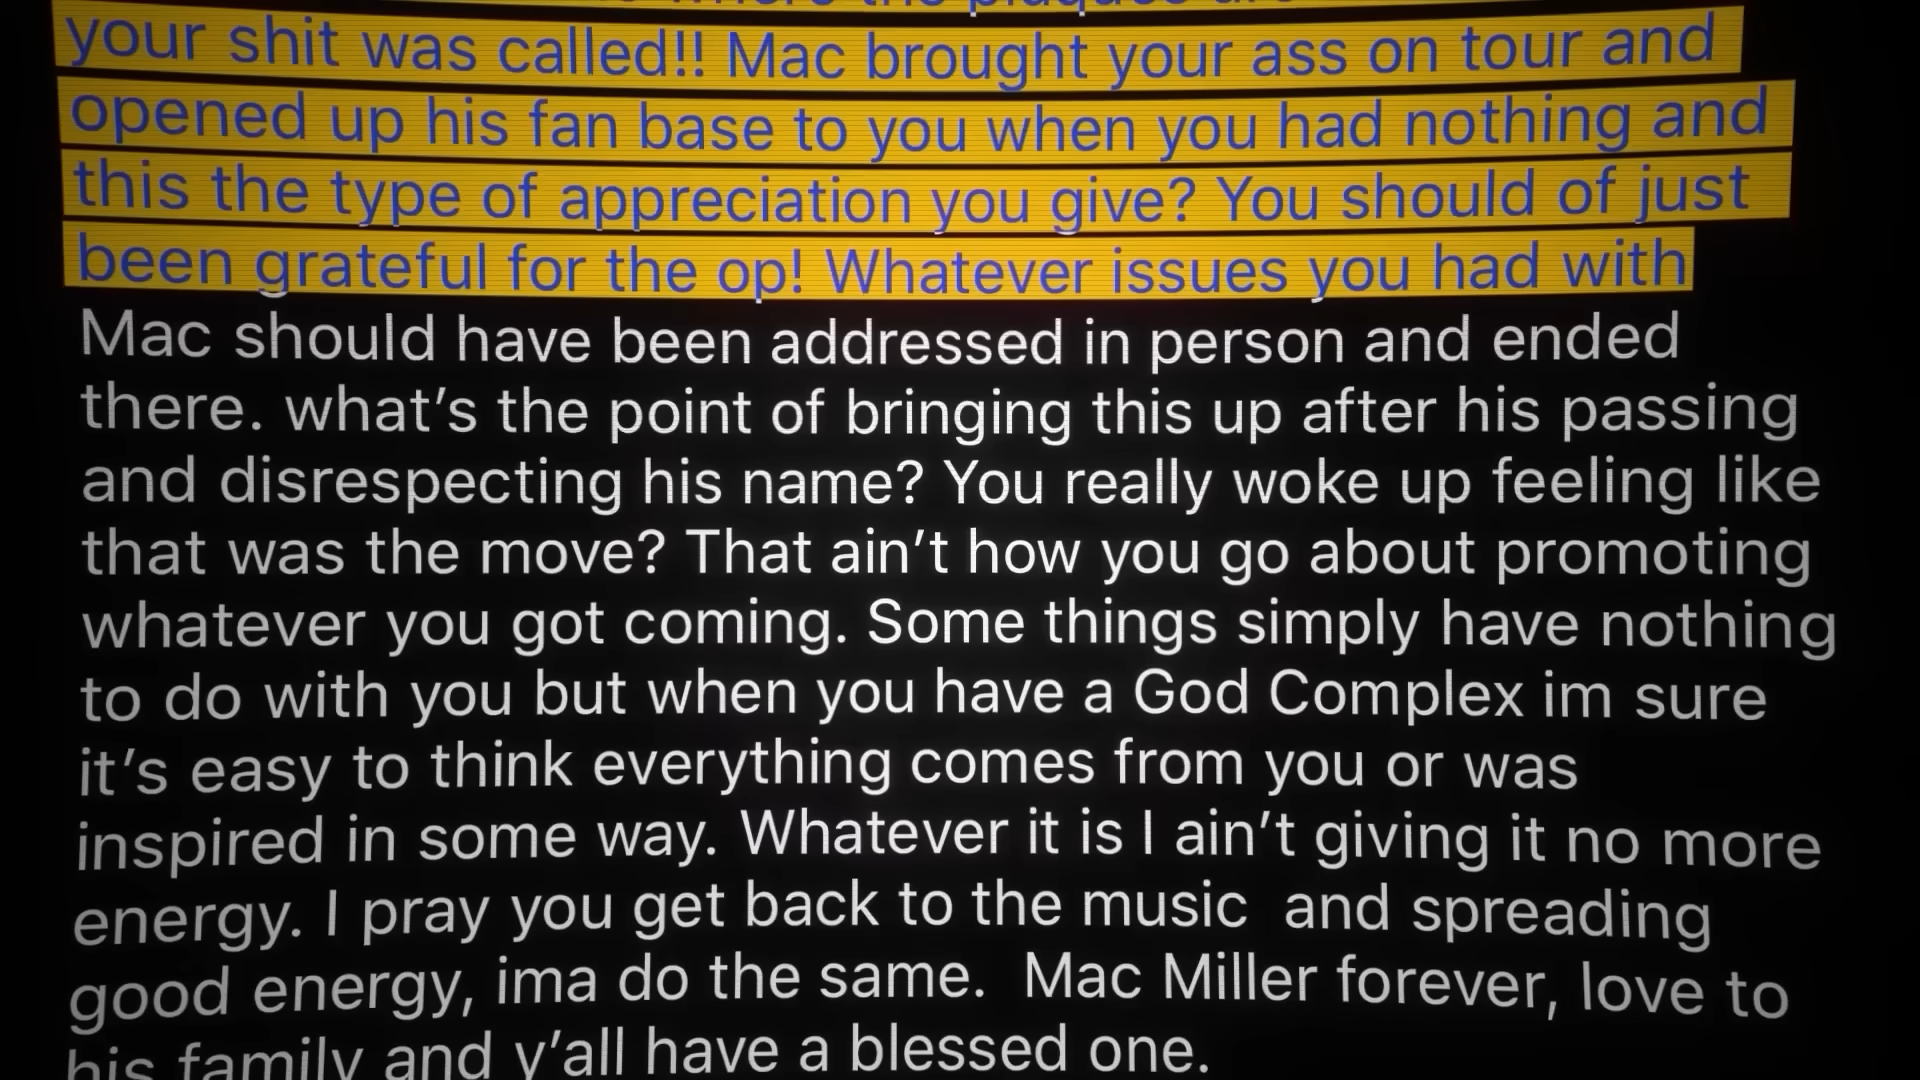 where the plaques are
your shit was called!! Mac brought your ass on tour and
opened up his fan base to you when you had nothing and
this the type of appreciation you give? You should of just
been grateful for the op! Whatever issues you had with
Mac should have been addressed in person and ended
there. what’s the point of bringing this up after his passing
and disrespecting his name? You really woke up feeling like
that was the move? That ain’t how you go about promoting
whatever you got coming. Some things simply have nothing
to do with you but when you have a God Complex im sure
it’s easy to think everything comes from you or was
inspired in some way. Whatever it is I ain’t giving it no more
energy. I pray you get back to the music and spreading
good energy, ima do the same. Mac Miller forever, love to
his family and y’all have a blessed one.